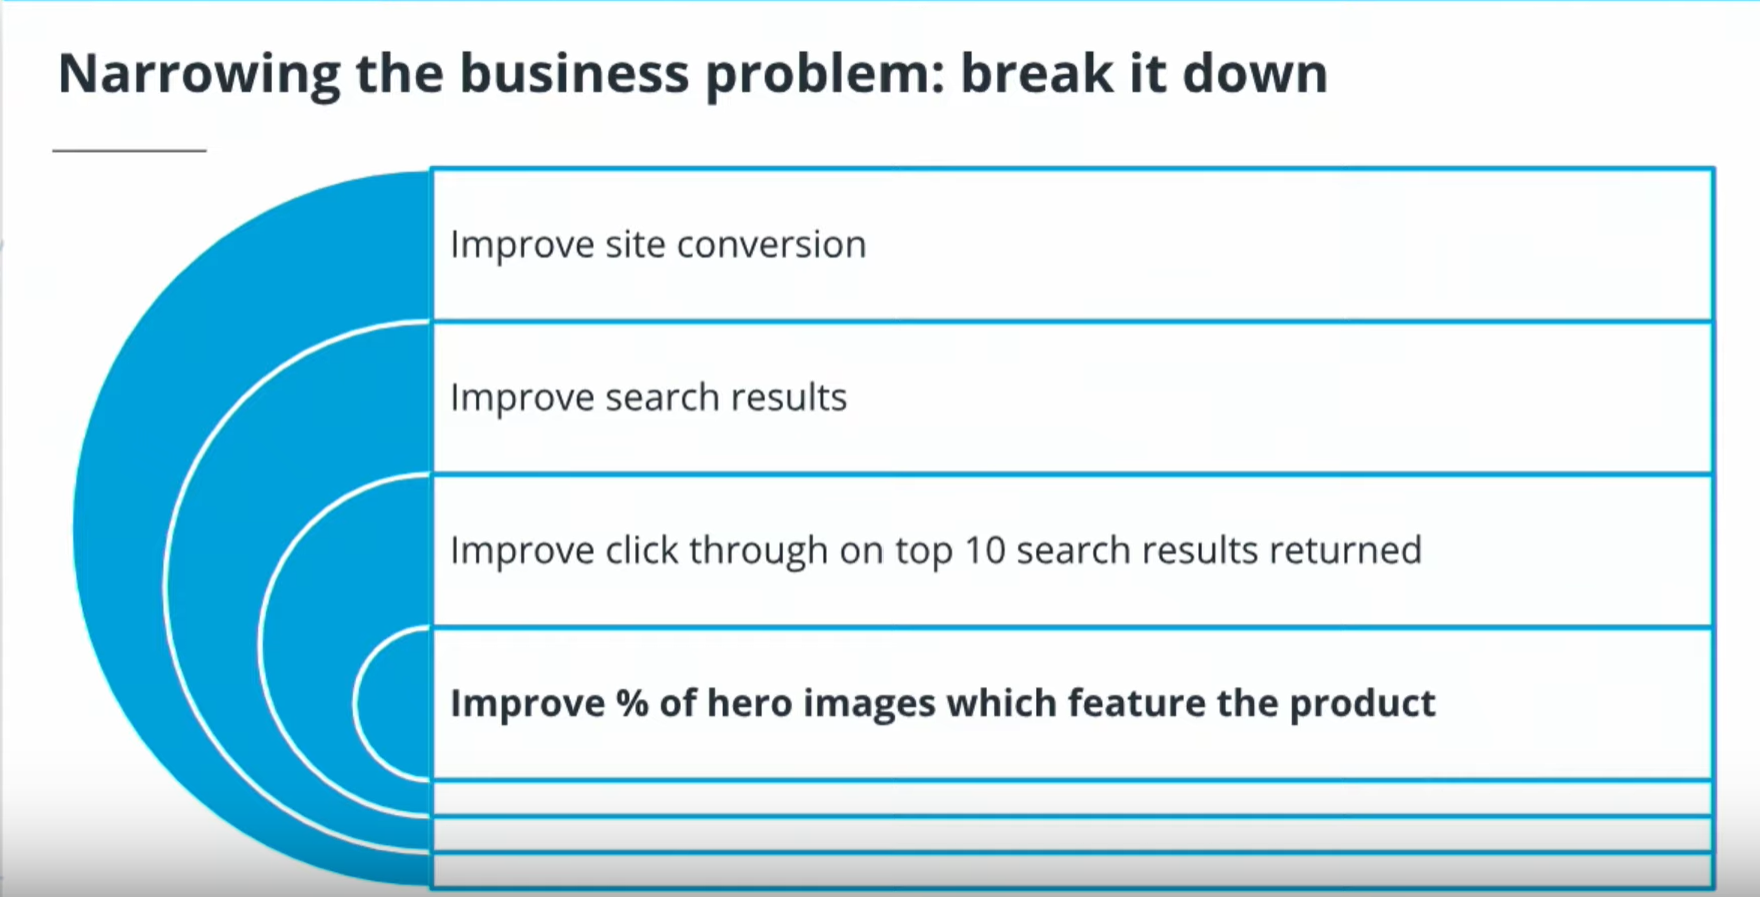 Narrowing the business problem: break it down
Improve site conversion
Improve search results
Improve click through on top 10 search results returned
Improve % of hero images which feature the product